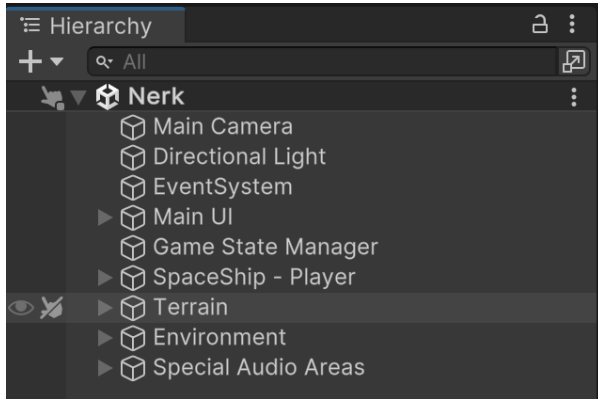 Hierarchy
All
Nerk
Main Camera
Directional Light
EventSystem
Main UI
Game State Manager
SpaceShip - Player
Terrain
Environment
Special Audio Areas